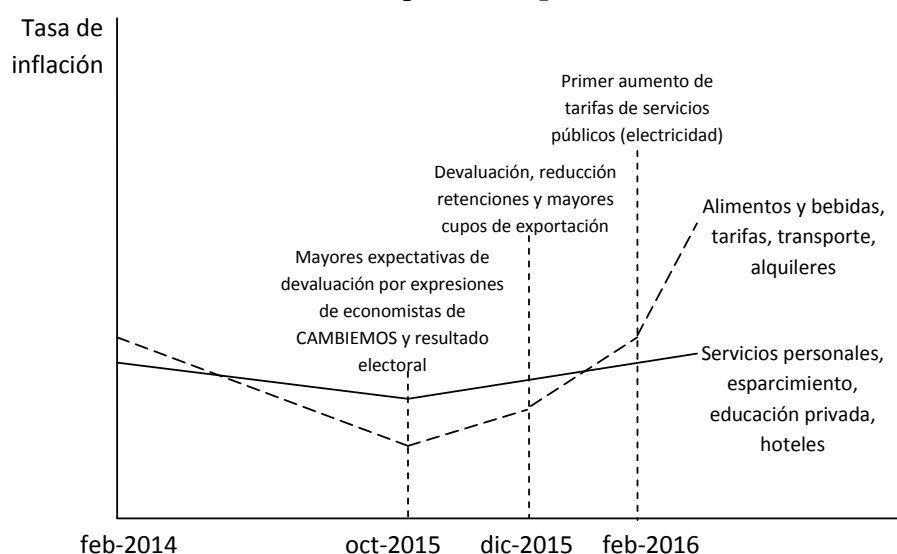 Tasa de
inflación
Primer aumento de
tarifas de servicios
públicos (electricidad)
Devaluación, reducción
retenciones y mayores
cupos de exportación
Mayores expectativas de
devaluación por expresiones
de economistas de
CAMBIEMOS y resultado
electoral
Alimentos y bebidas,
tarifas, transporte,
alquileres
Servicios personales,
esparcimiento,
educación privada,
hoteles
feb-2014
oct-2015
dic-2015
feb-2016